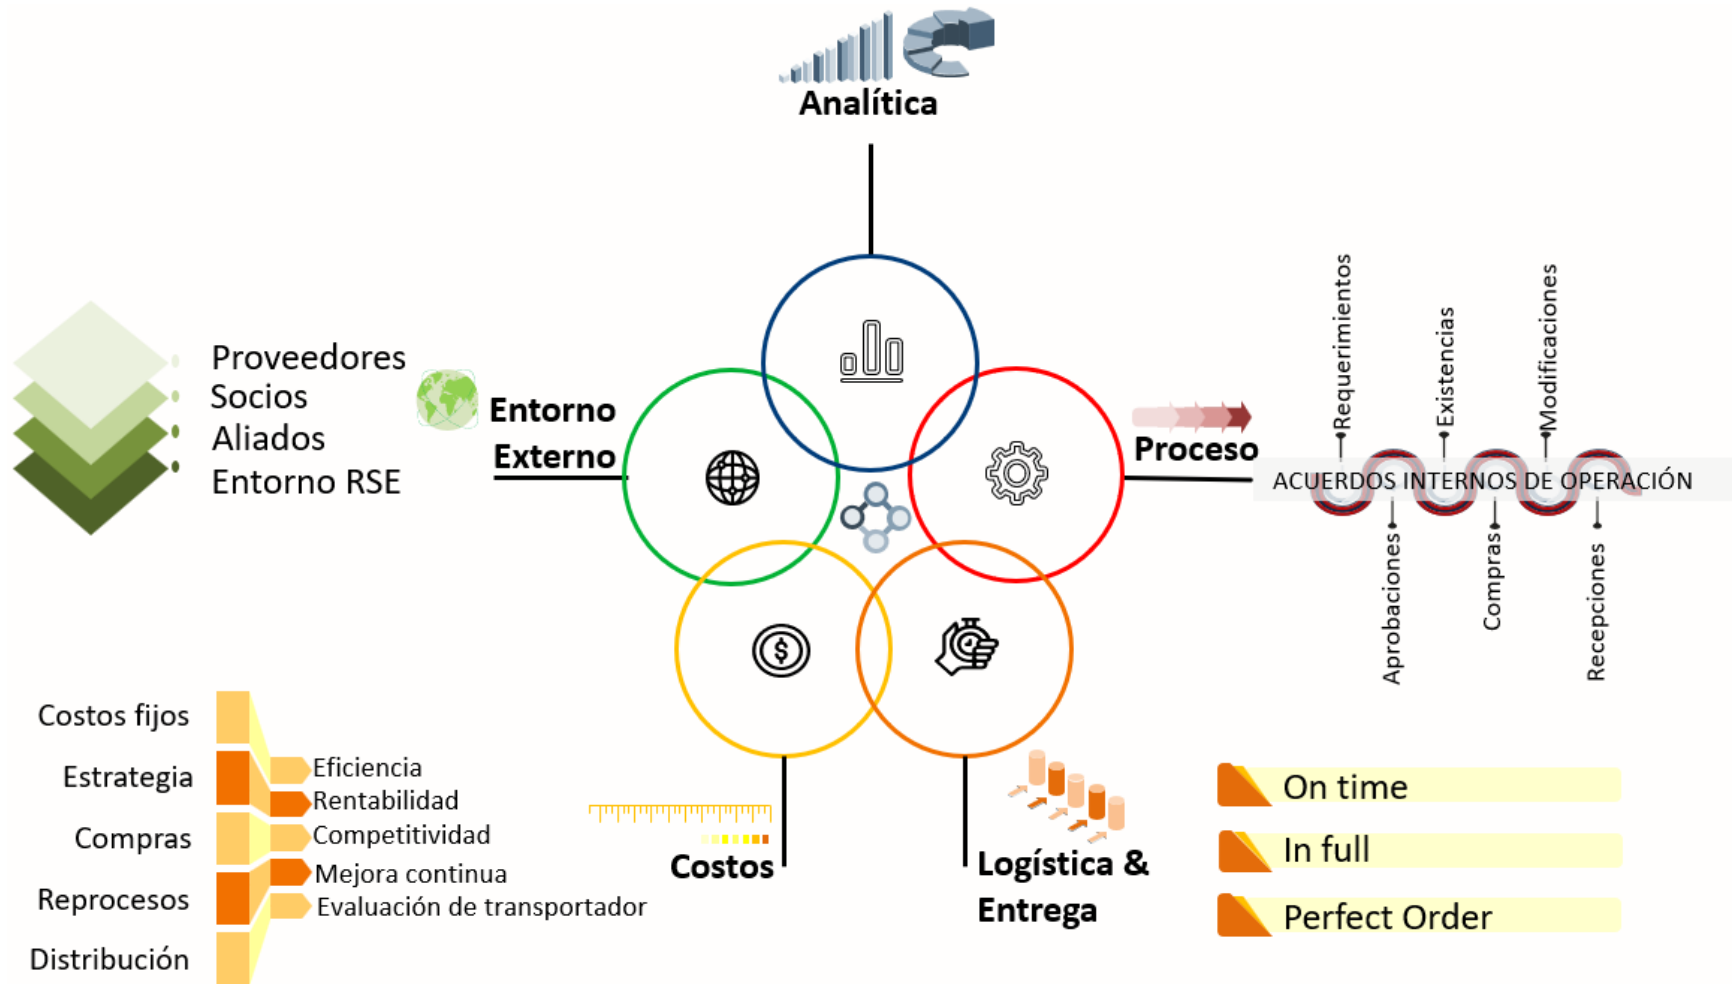 Analítica
Proveedores
Socios
Aliados
Entorno RSE
Entorno
Externo
Proceso
Requerimientos
Existencias
Modificaciones
ACUERDOS INTERNOS DE OPERACIÓN
Aprobaciones
Compras
Recepciones
Costos fijos
Estrategia
Compras
Reprocesos
Distribución
Eficiencia
Rentabilidad
Competitividad
Mejora continua
Evaluación de transportador
$
Costos
Logística &
Entrega
On time
In full
Perfect Order